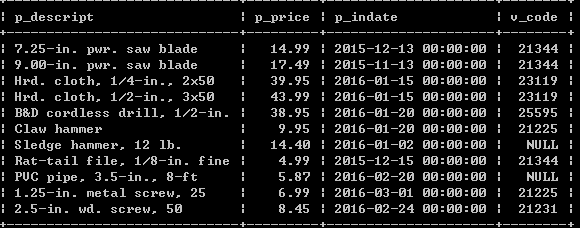 | p_descript | p_price | p_indate | v_code |
| 7.25-in. pwr. saw blade | 14.99 | 2015-12-13 00:00:00 | 21344 |
| 9.00-in. pwr. saw blade | 17.49 | 2015-11-13 00:00:00 | 21344 |
| Hrd. cloth, 1/4-in., 2x50 | 39.95 | 2016-01-15 00:00:00 | 23119 |
| Hrd. cloth, 1/2-in., 3x50 | 43.99 | 2016-01-15 00:00:00 | 23119 |
| B&D cordless drill, 1/2-in. | 38.95 | 2016-01-20 00:00:00 | 25595 |
| Claw hammer | 9.95 | 2016-01-20 00:00:00 | 21225 |
| Sledge hammer, 12 lb. | 14.40 | 2016-01-02 00:00:00 | NULL |
| Rat-tail file, 1/8-in. fine | 4.99 | 2015-12-15 00:00:00 | 21344 |
| PVC pipe, 3.5-in., 8-ft | 5.87 | 2016-02-20 00:00:00 | NULL |
| 1.25-in. metal screw, 25 | 6.99 | 2016-03-01 00:00:00 | 21225 |
| 2.5-in. wd. screw, 50 | 8.45 | 2016-02-24 00:00:00 | 21231 |